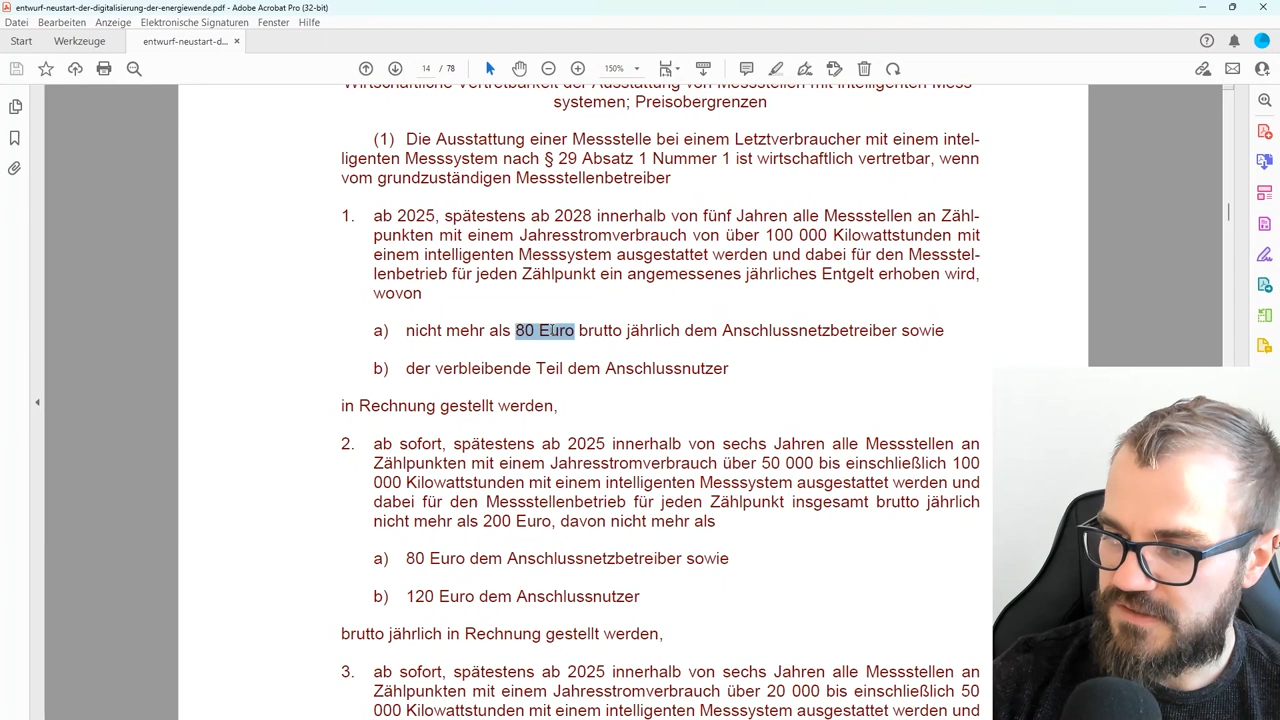 entwurf-neustart-der-digitalisierung-der-energiewende.pdf - Adobe Acrobat Pro (32-bit)
Datei Bearbeiten Anzeige Elektronische Signaturen Fenster Hilfe
Start Werkzeuge entwurf-neustart-d... ×
14 / 78 150%
Wirtschaftliche Vertretbarkeit der Ausstattung von Messstellen mit intelligenten Mess-
systemen; Preisobergrenzen
(1) Die Ausstattung einer Messstelle bei einem Letztverbraucher mit einem intel-
ligenten Messsystem nach § 29 Absatz 1 Nummer 1 ist wirtschaftlich vertretbar, wenn
vom grundzuständigen Messstellenbetreiber
1. ab 2025, spätestens ab 2028 innerhalb von fünf Jahren alle Messstellen an Zähl-
punkten mit einem Jahresstromverbrauch von über 100 000 Kilowattstunden mit
einem intelligenten Messsystem ausgestattet werden und dabei für den Messstel-
lenbetrieb für jeden Zählpunkt ein angemessenes jährliches Entgelt erhoben wird,
wovon
a) nicht mehr als 80 Euro brutto jährlich dem Anschlussnetzbetreiber sowie
b) der verbleibende Teil dem Anschlussnutzer
in Rechnung gestellt werden,
2. ab sofort, spätestens ab 2025 innerhalb von sechs Jahren alle Messstellen an
Zählpunkten mit einem Jahresstromverbrauch über 50 000 bis einschließlich 100
000 Kilowattstunden mit einem intelligenten Messsystem ausgestattet werden und
dabei für den Messstellenbetrieb für jeden Zählpunkt insgesamt brutto jährlich
nicht mehr als 200 Euro, davon nicht mehr als
a) 80 Euro dem Anschlussnetzbetreiber sowie
b) 120 Euro dem Anschlussnutzer
brutto jährlich in Rechnung gestellt werden,
3. ab sofort, spätestens ab 2025 innerhalb von sechs Jahren alle Messstellen an
Zählpunkten mit einem Jahresstromverbrauch über 20 000 bis einschließlich 50
000 Kilowattstunden mit einem intelligenten Messsystem ausgestattet werden und